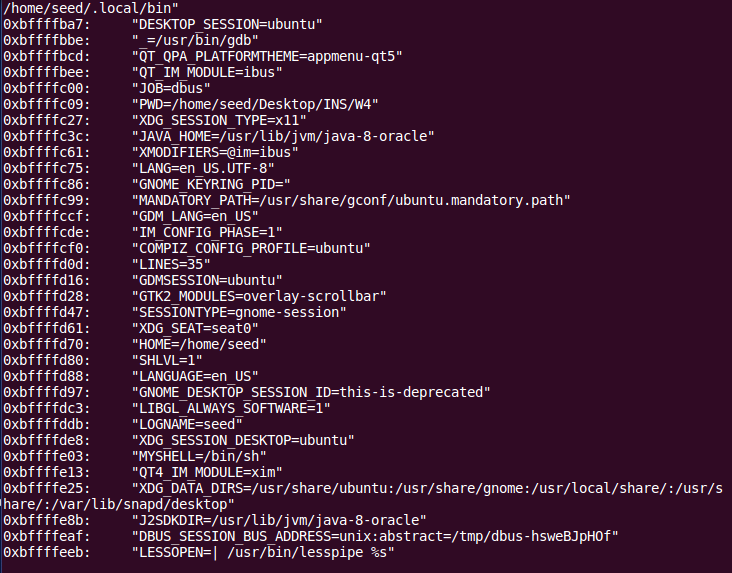 /home/seed/.local/bin"
0xbffffba7: "DESKTOP_SESSION=ubuntu"
0xbffffbbe: "_=/usr/bin/gdb"
0xbffffbcd: "QT_QPA_PLATFORMTHEME=appmenu-qt5"
0xbffffbee: "QT_IM_MODULE=ibus"
0xbffffc00: "JOB=dbus"
0xbffffc09: "PWD=/home/seed/Desktop/INS/W4"
0xbffffc27: "XDG_SESSION_TYPE=x11"
0xbffffc3c: "JAVA_HOME=/usr/lib/jvm/java-8-oracle"
0xbffffc61: "XMODIFIERS=@im=ibus"
0xbffffc75: "LANG=en_US.UTF-8"
0xbffffc86: "GNOME_KEYRING_PID="
0xbffffc99: "MANDATORY_PATH=/usr/share/gconf/ubuntu.mandatory.path"
0xbffffccf: "GDM_LANG=en_US"
0xbffffcde: "IM_CONFIG_PHASE=1"
0xbffffcf0: "COMPIZ_CONFIG_PROFILE=ubuntu"
0xbffffd0d: "LINES=35"
0xbffffd16: "GDMSESSION=ubuntu"
0xbffffd28: "GTK2_MODULES=overlay-scrollbar"
0xbffffd47: "SESSIONTYPE=gnome-session"
0xbffffd61: "XDG_SEAT=seat0"
0xbffffd70: "HOME=/home/seed"
0xbffffd80: "SHLVL=1"
0xbffffd88: "LANGUAGE=en_US"
0xbffffd97: "GNOME_DESKTOP_SESSION_ID=this-is-deprecated"
0xbffffdc3: "LIBGL_ALWAYS_SOFTWARE=1"
0xbffffddb: "LOGNAME=seed"
0xbffffde8: "XDG_SESSION_DESKTOP=ubuntu"
0xbffffe03: "MYSHELL=/bin/sh"
0xbffffe13: "QT4_IM_MODULE=xim"
0xbffffe25: "XDG_DATA_DIRS=/usr/share/ubuntu:/usr/share/gnome:/usr/local/share/:/usr/s
hare/:/var/lib/snapd/desktop"
0xbffffe8b: "J2SDKDIR=/usr/lib/jvm/java-8-oracle"
0xbffffeaf: "DBUS_SESSION_BUS_ADDRESS=unix:abstract=/tmp/dbus-hsweBJpHOf"
0xbffffeeb: "LESSOPEN=| /usr/bin/lesspipe %s"